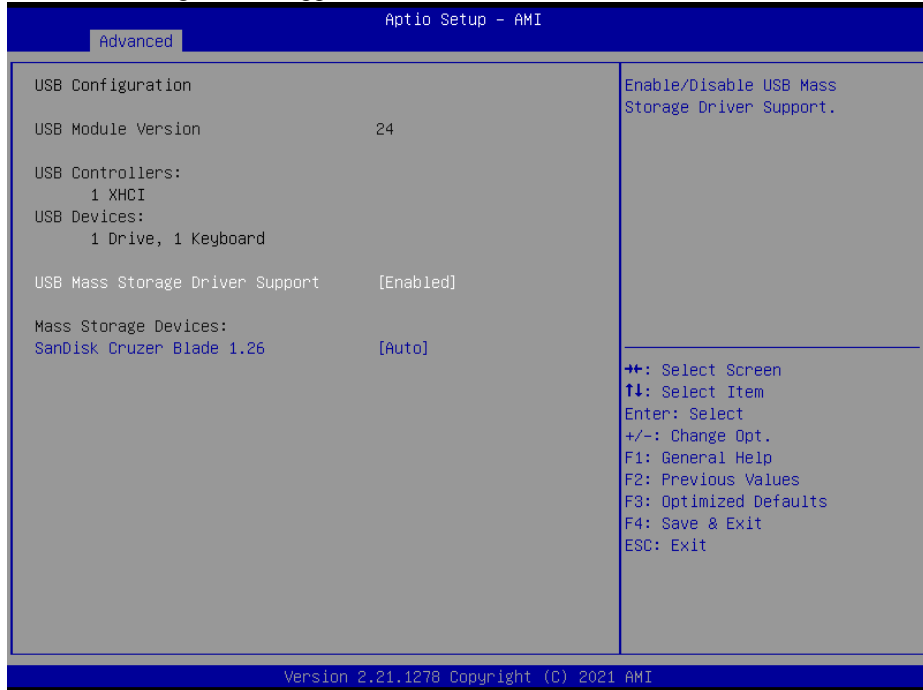 Aptio Setup – AMI
Advanced
USB Configuration
USB Module Version 24
USB Controllers:
1 XHCI
USB Devices:
1 Drive, 1 Keyboard
USB Mass Storage Driver Support [Enabled]
Mass Storage Devices:
SanDisk Cruzer Blade 1.26 [Auto]
Enable/Disable USB Mass
Storage Driver Support.
→←: Select Screen
↑↓: Select Item
Enter: Select
+/-: Change Opt.
F1: General Help
F2: Previous Values
F3: Optimized Defaults
F4: Save & Exit
ESC: Exit
Version 2.21.1278 Copyright (C) 2021 AMI